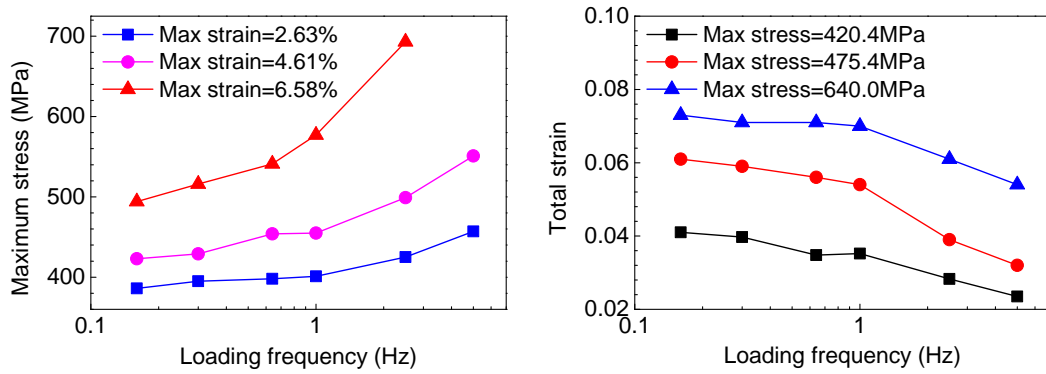 Maximum stress (MPa)
700
600
500
400
Max strain=2.63%
Max strain=4.61%
Max strain=6.58%
0.1
1
Loading frequency (Hz)
Total strain
0.10
0.08
0.06
0.04
0.02
Max stress=420.4MPa
Max stress=475.4MPa
Max stress=640.0MPa
0.1
1
Loading frequency (Hz)